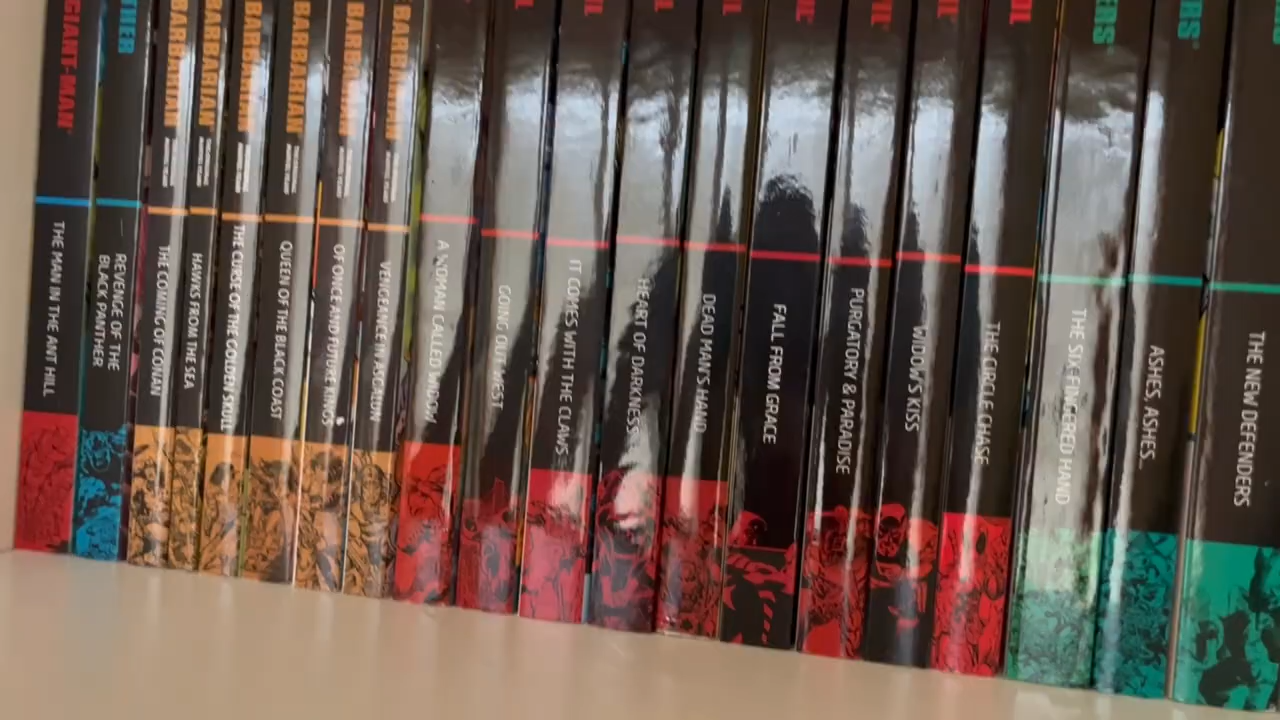 GIANT-MAN
THE MAN IN THE ANT HILL
REVENGE OF THE
BLACK PANTHER
BARBARIAN
THE COMING OF CONAN
BARBARIAN
HAWKS FROM THE SEA
BARBARIAN
THE CURSE OF THE GOLDEN SKULL
BARBARIAN
QUEEN OF THE BLACK COAST
BARBARIAN
OF ONCE AND FUTURE KINGS
BARBARIAN
VENGEANCE IN ASGALUN
A WOMAN CALLED WIDOW
GOING OUT WEST
IT COMES WITH THE CLAWS
HEART OF DARKNESS
DEAD MAN'S HAND
FALL FROM GRACE
PURGATORY & PARADISE
WIDOW'S KISS
THE CIRCLE CHASE
THE SIX-FINGERED HAND
ASHES, ASHES...
THE NEW DEFENDERS